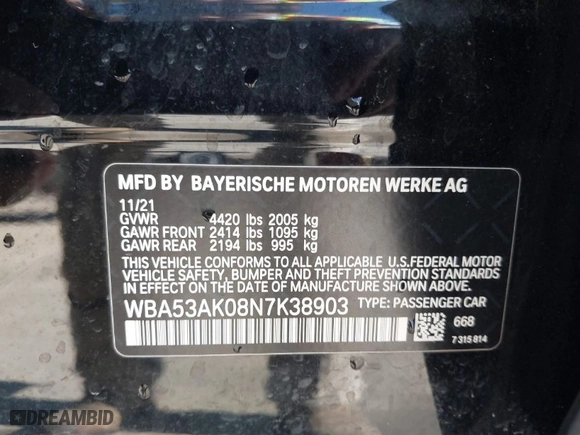 MFD BY BAYERISCHE MOTOREN WERKE AG
11/21
GVWR 4420 lbs 2005 kg
GAWR FRONT 2414 lbs 1095 kg
GAWR REAR 2194 lbs 995 kg
THIS VEHICLE CONFORMS TO ALL APPLICABLE U.S.FEDERAL MOTOR
VEHICLE SAFETY, BUMPER AND THEFT PREVENTION STANDARDS IN
EFFECT ON THE DATE OF MANUFACTURE SHOWN ABOVE.
WBA53AK08N7K38903 TYPE: PASSENGER CAR
668
7 315 814
DREAMBID